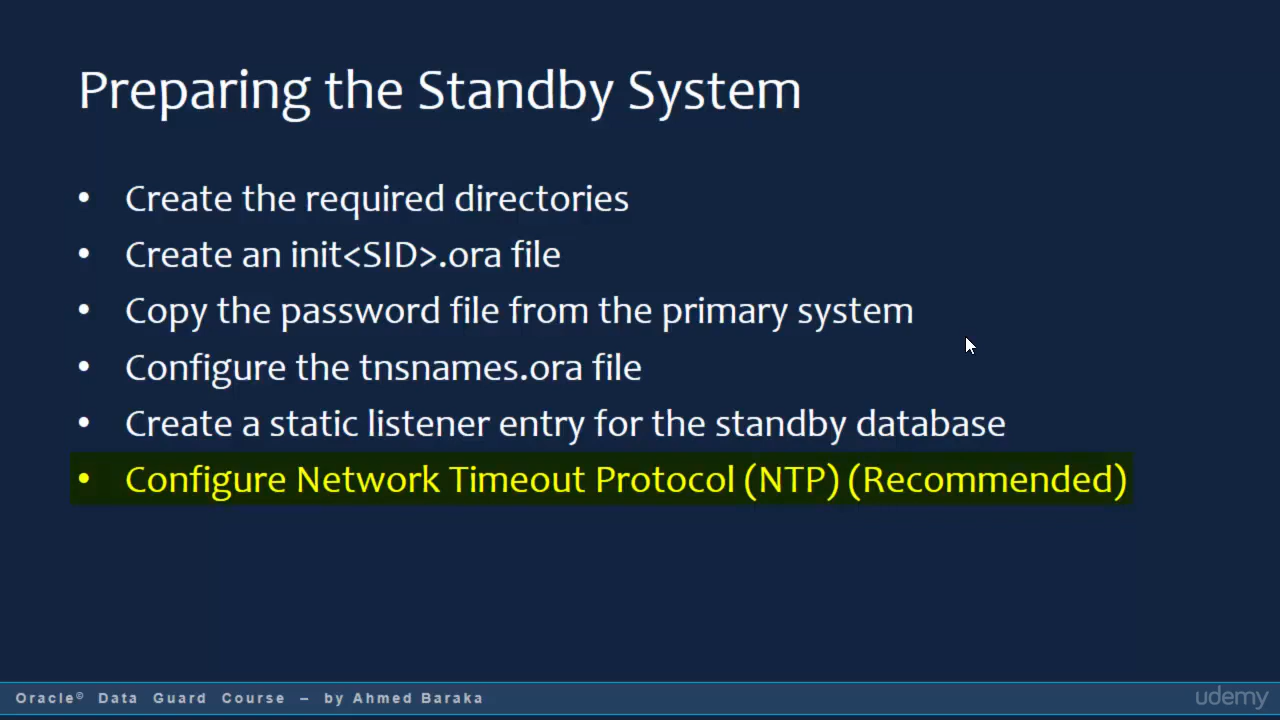 Preparing the Standby System
• Create the required directories
• Create an init<SID>.ora file
• Copy the password file from the primary system
• Configure the tnsnames.ora file
• Create a static listener entry for the standby database
• Configure Network Timeout Protocol (NTP) (Recommended)
Oracle© Data Guard Course – by Ahmed Baraka
udemy